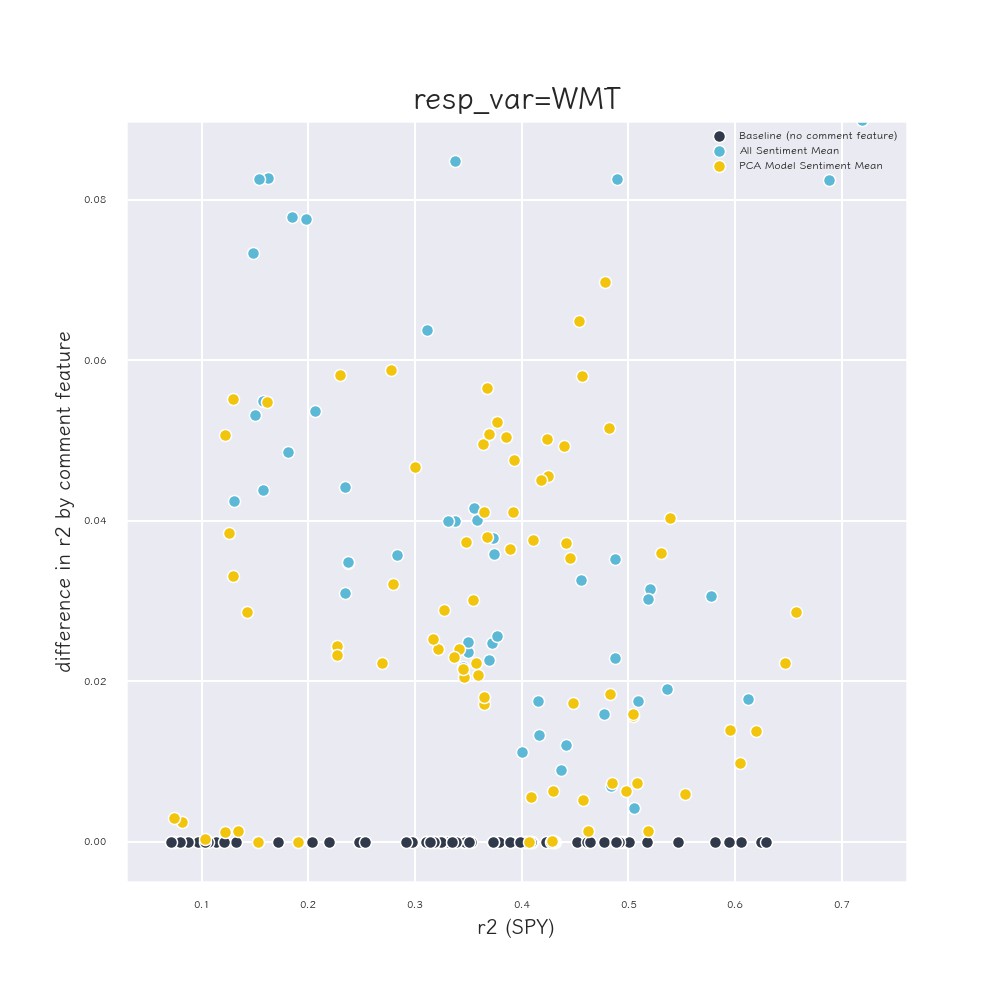 resp_var=WMT
Baseline (no comment feature)
All Sentiment Mean
PCA Model Sentiment Mean
difference in r2 by comment feature
0.08
0.06
0.04
0.02
0.00
0.1 0.2 0.3 0.4 0.5 0.6 0.7
r2 (SPY)